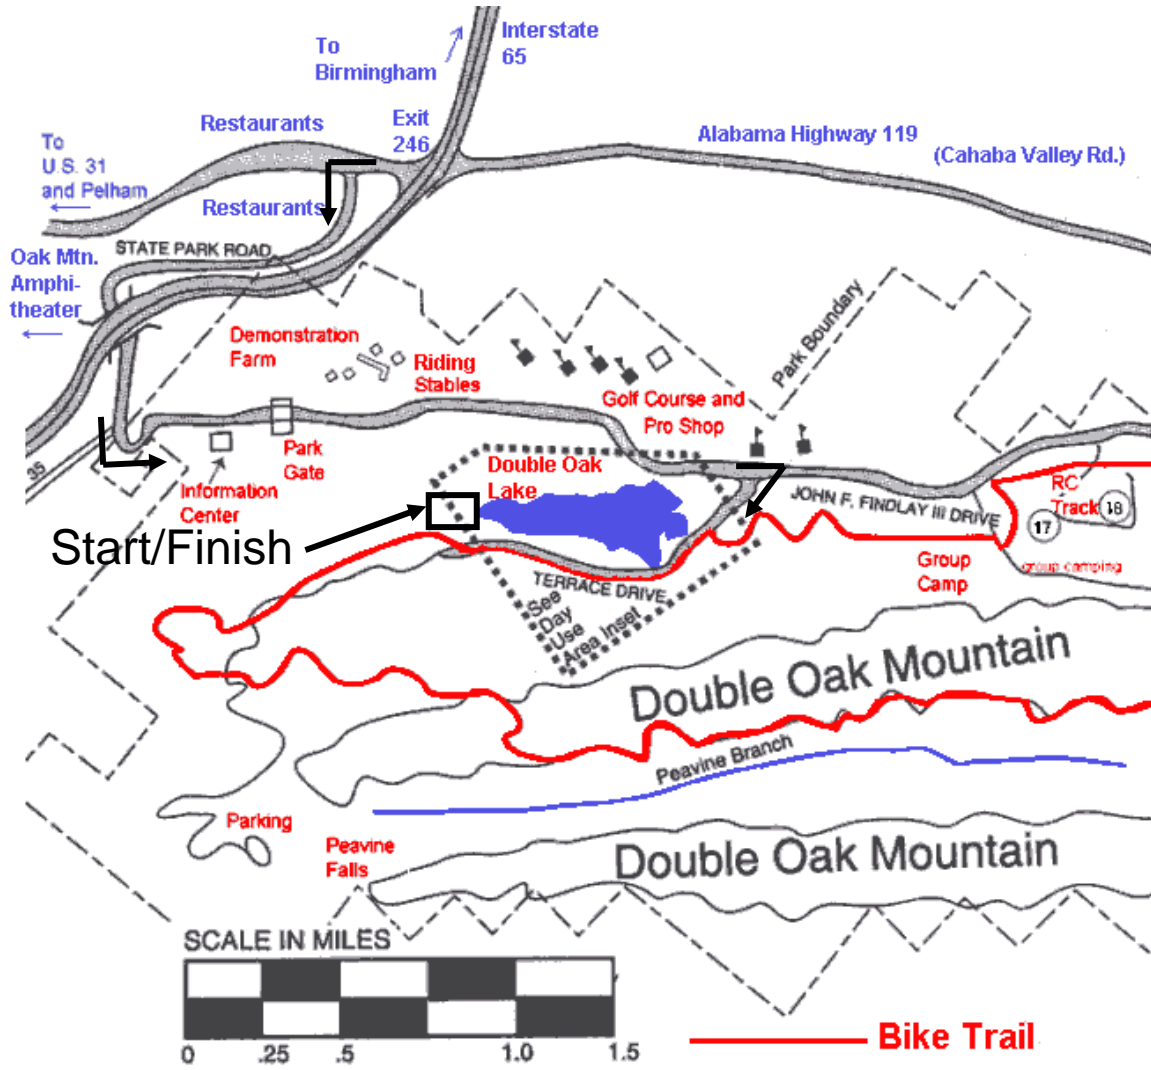 Interstate
65
To
Birmingham
Exit
246
Restaurants
Alabama Highway 119
(Cahaba Valley Rd.)
To
U.S. 31
and Pelham
Restaurants
STATE PARK ROAD
Oak Mtn.
Amphi-
theater
Demonstration
Farm
Riding
Stables
Park Boundary
Golf Course and
Pro Shop
Park
Gate
35
Information
Center
Double Oak
Lake
RC
Track
18
17
JOHN F. FINDLAY III DRIVE
Start/Finish
Group
Camp
group camping
TERRACE DRIVE
See
Day
Use
Area Inset
Double Oak Mountain
Peavine Branch
Parking
Peavine
Falls
Double Oak Mountain
SCALE IN MILES
0 .25 .5 1.0 1.5
Bike Trail